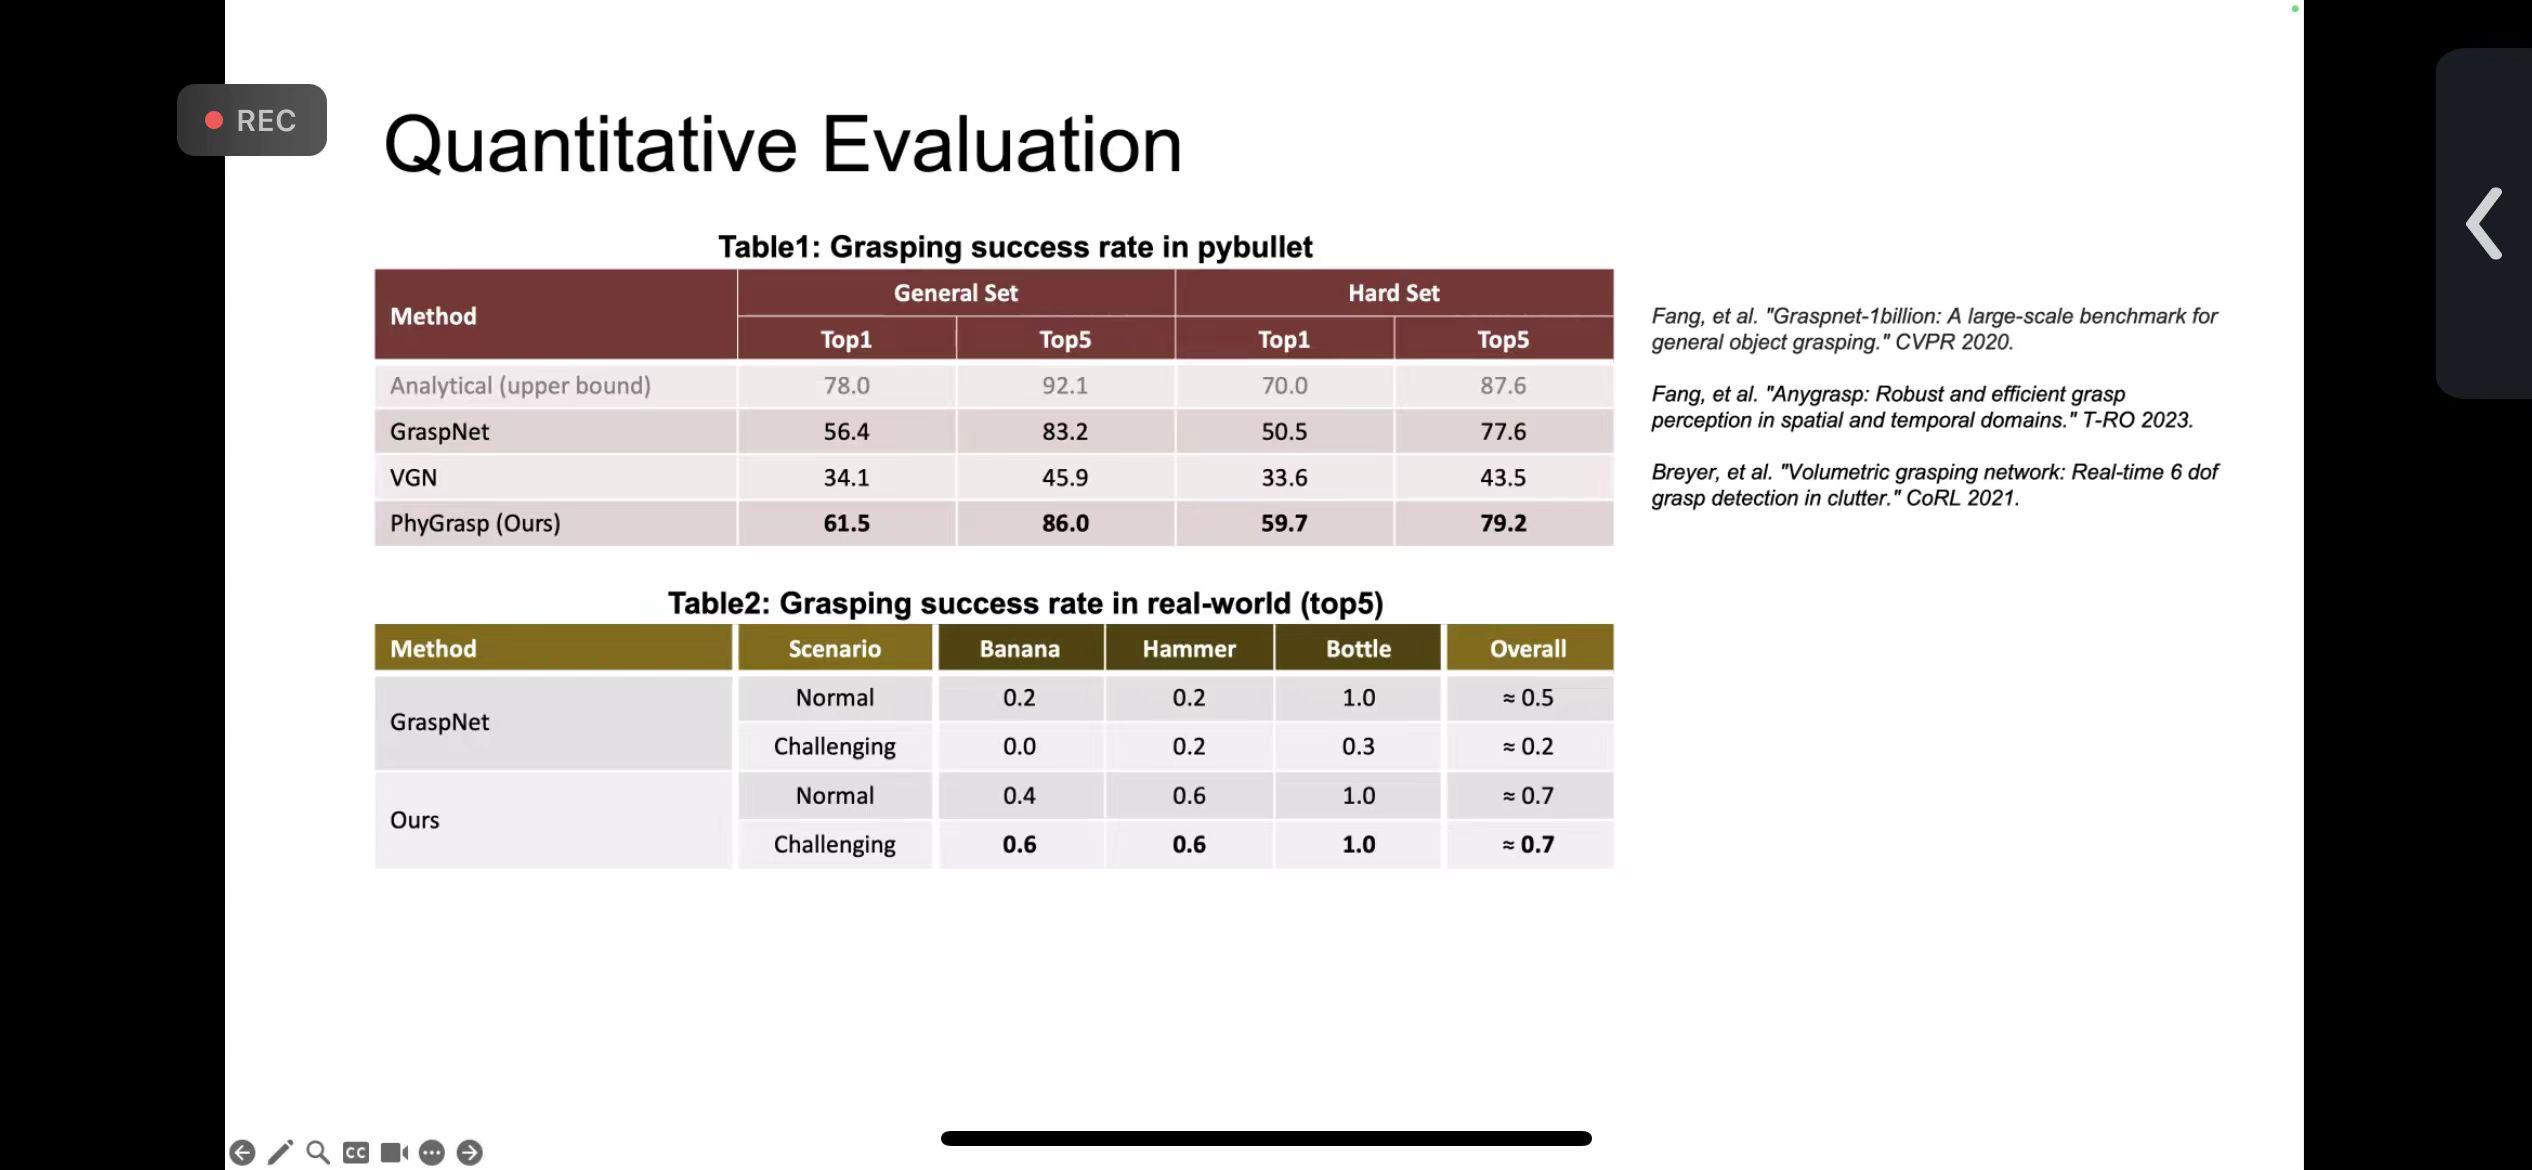 REC
Quantitative Evaluation
Table1: Grasping success rate in pybullet
Method General Set Hard Set
Top1 Top5 Top1 Top5
Analytical (upper bound) 78.0 92.1 70.0 87.6
GraspNet 56.4 83.2 50.5 77.6
VGN 34.1 45.9 33.6 43.5
PhyGrasp (Ours) 61.5 86.0 59.7 79.2
Fang, et al. "Graspnet-1billion: A large-scale benchmark for
general object grasping." CVPR 2020.
Fang, et al. "Anygrasp: Robust and efficient grasp
perception in spatial and temporal domains." T-RO 2023.
Breyer, et al. "Volumetric grasping network: Real-time 6 dof
grasp detection in clutter." CoRL 2021.
Table2: Grasping success rate in real-world (top5)
Method Scenario Banana Hammer Bottle Overall
GraspNet
Normal 0.2 0.2 1.0 ≈ 0.5
Challenging 0.0 0.2 0.3 ≈ 0.2
Ours
Normal 0.4 0.6 1.0 ≈ 0.7
Challenging 0.6 0.6 1.0 ≈ 0.7
CC